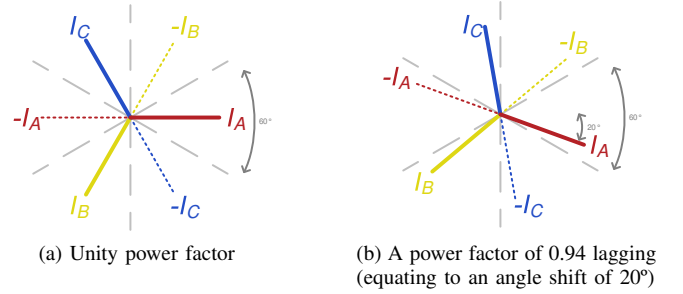 I_C
-I_B
-I_A
I_A
60°
I_B
-I_C
(a) Unity power factor
I_C
-I_B
-I_A
20°
60°
I_A
I_B
-I_C
(b) A power factor of 0.94 lagging
(equating to an angle shift of 20º)